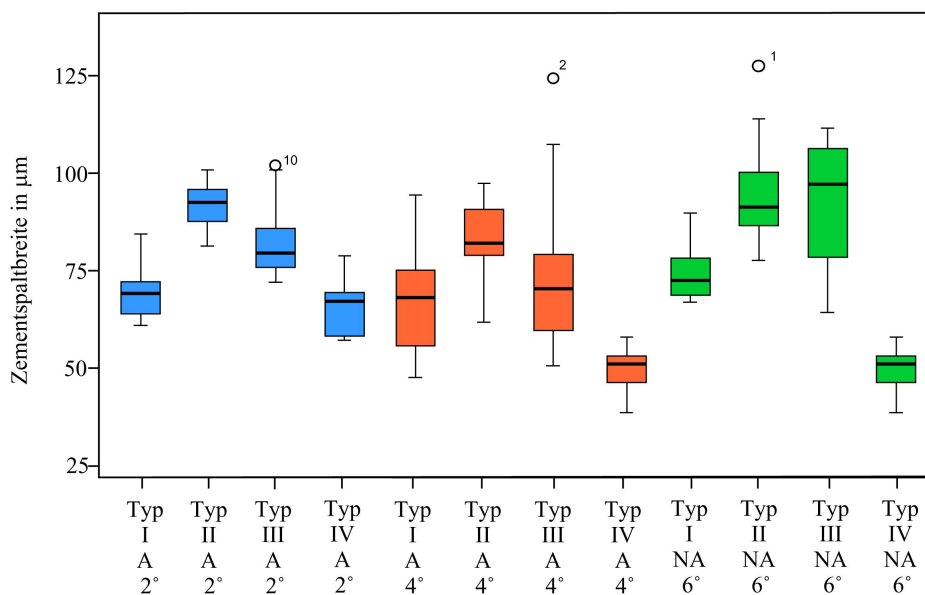 Zementspaltbreite in µm
125
100
75
50
25
10
2
1
Typ Typ Typ Typ Typ Typ Typ Typ Typ Typ Typ Typ
I II III IV I II III IV I II III IV
A A A A A A A A NA NA NA NA
2° 2° 2° 2° 4° 4° 4° 4° 6° 6° 6° 6°